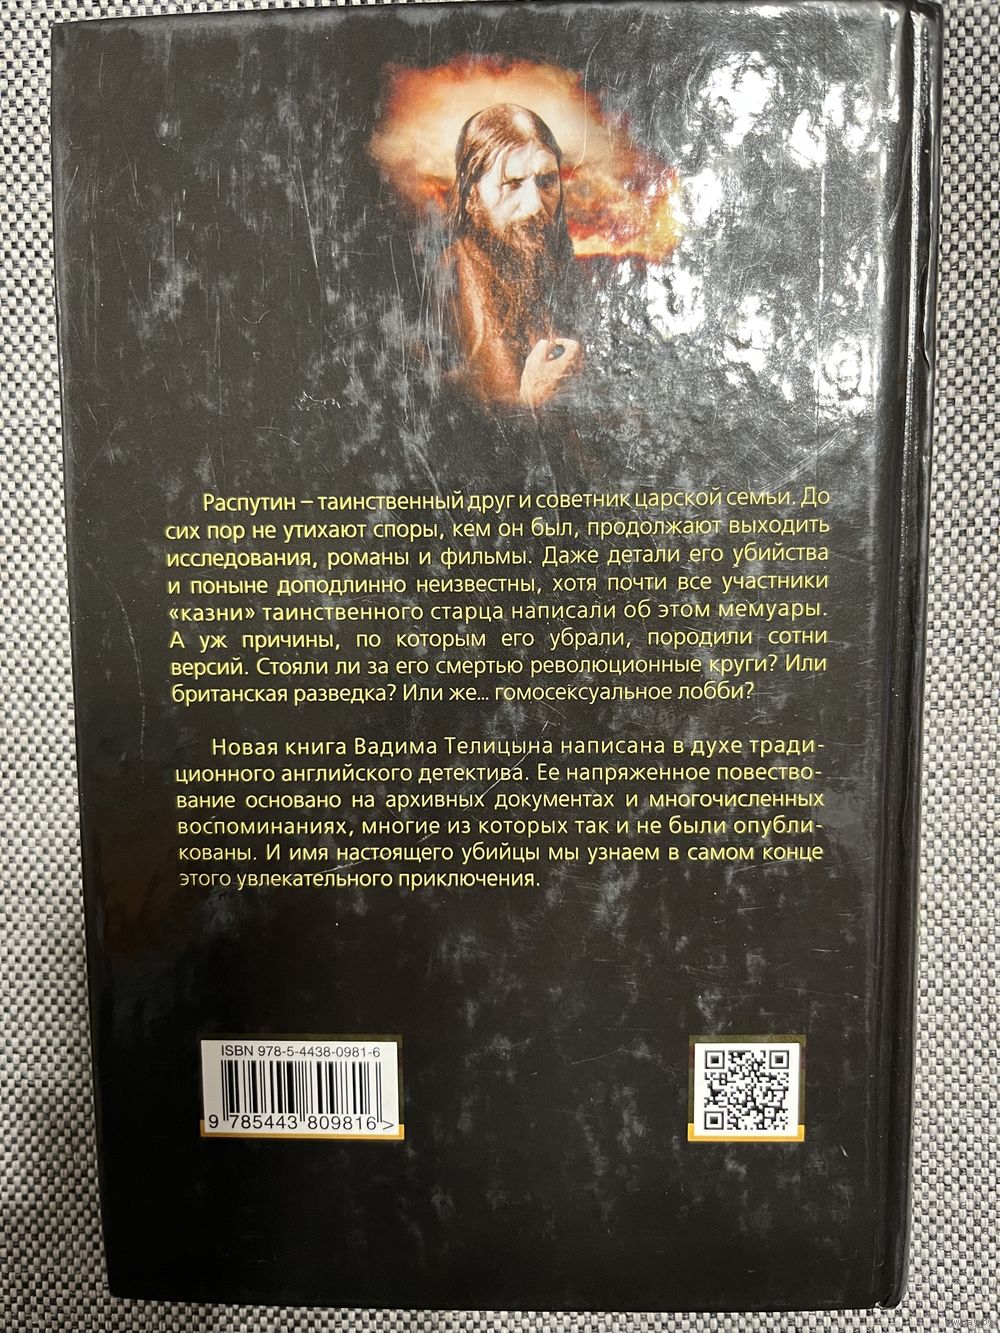 Распутин – таинственный друг и советник царской семьи. До
сих пор не утихают споры, кем он был, продолжают выходить
исследования, романы и фильмы. Даже детали его убийства
и поныне доподлинно неизвестны, хотя почти все участники
«казни» таинственного старца написали об этом мемуары.
А уж причины, по которым его убрали, породили сотни
версий. Стояли ли за его смертью революционные круги? Или
британская разведка? Или же... гомосексуальное лобби?
Новая книга Вадима Телицына написана в духе тради-
ционного английского детектива. Ее напряженное повество-
вание основано на архивных документах и многочисленных
воспоминаниях, многие из которых так и не были опубли-
кованы. И имя настоящего убийцы мы узнаем в самом конце
этого увлекательного приключения.
ISBN 978-5-4438-0981-6
9 785443 809816 >